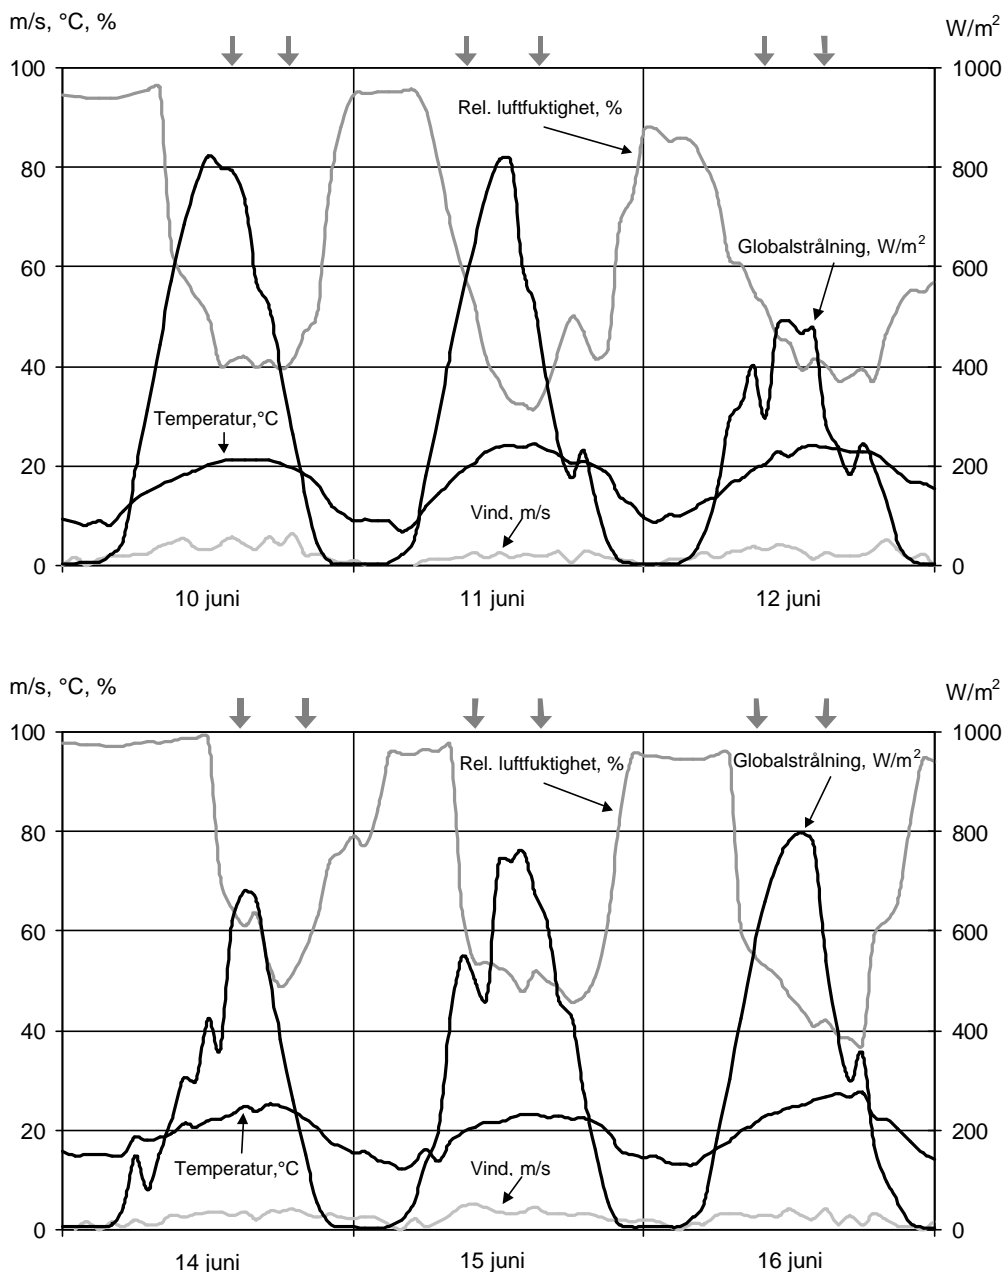 m/s, °C, %
W/m²
100
1000
Rel. luftfuktighet, %
80
800
Globalstrålning, W/m²
60
600
40
400
Temperatur,°C
20
200
Vind, m/s
0
0
10 juni
11 juni
12 juni
m/s, °C, %
W/m²
100
1000
Rel. luftfuktighet, %
Globalstrålning, W/m²
80
800
60
600
40
400
20
200
Temperatur,°C
Vind, m/s
0
0
14 juni
15 juni
16 juni